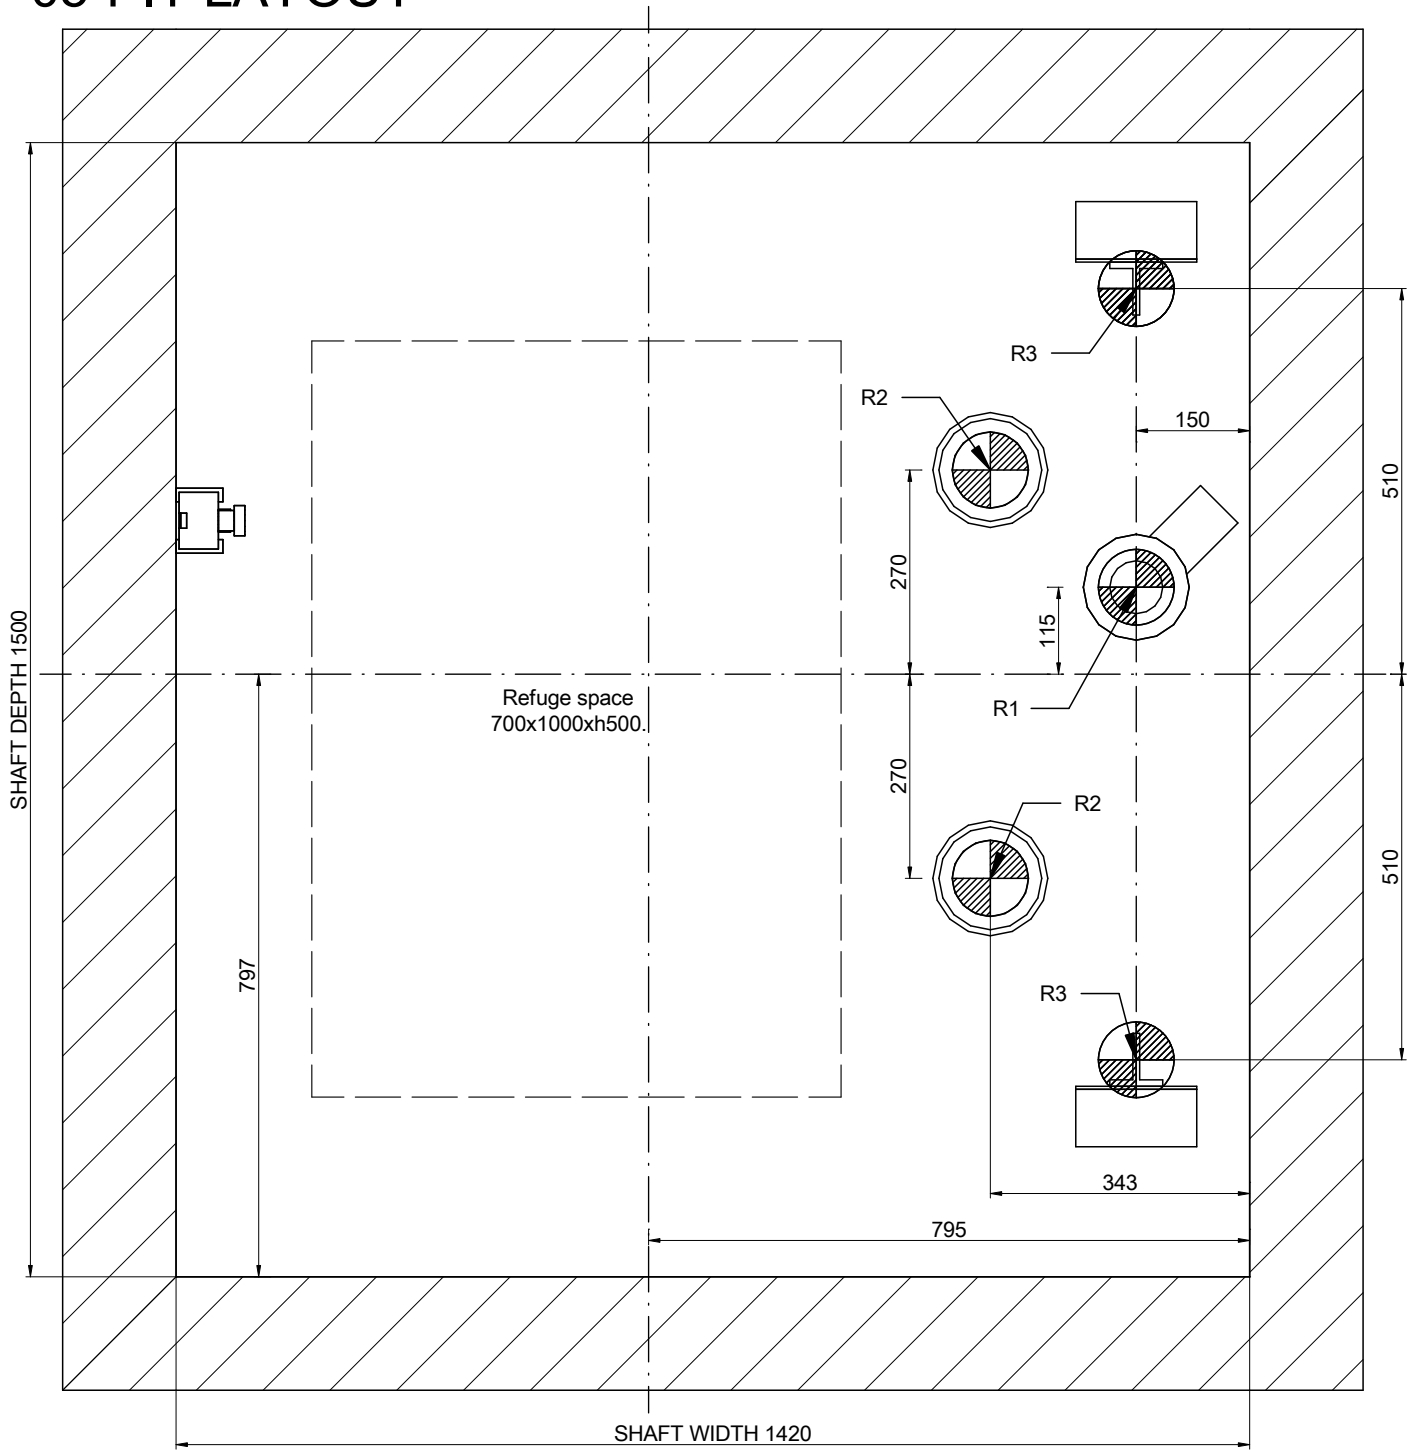 R3
R2
150
510
270
115
SHAFT DEPTH 1500
Refuge space
700x1000xh500.
R1
270
R2
510
797
R3
343
795
SHAFT WIDTH 1420